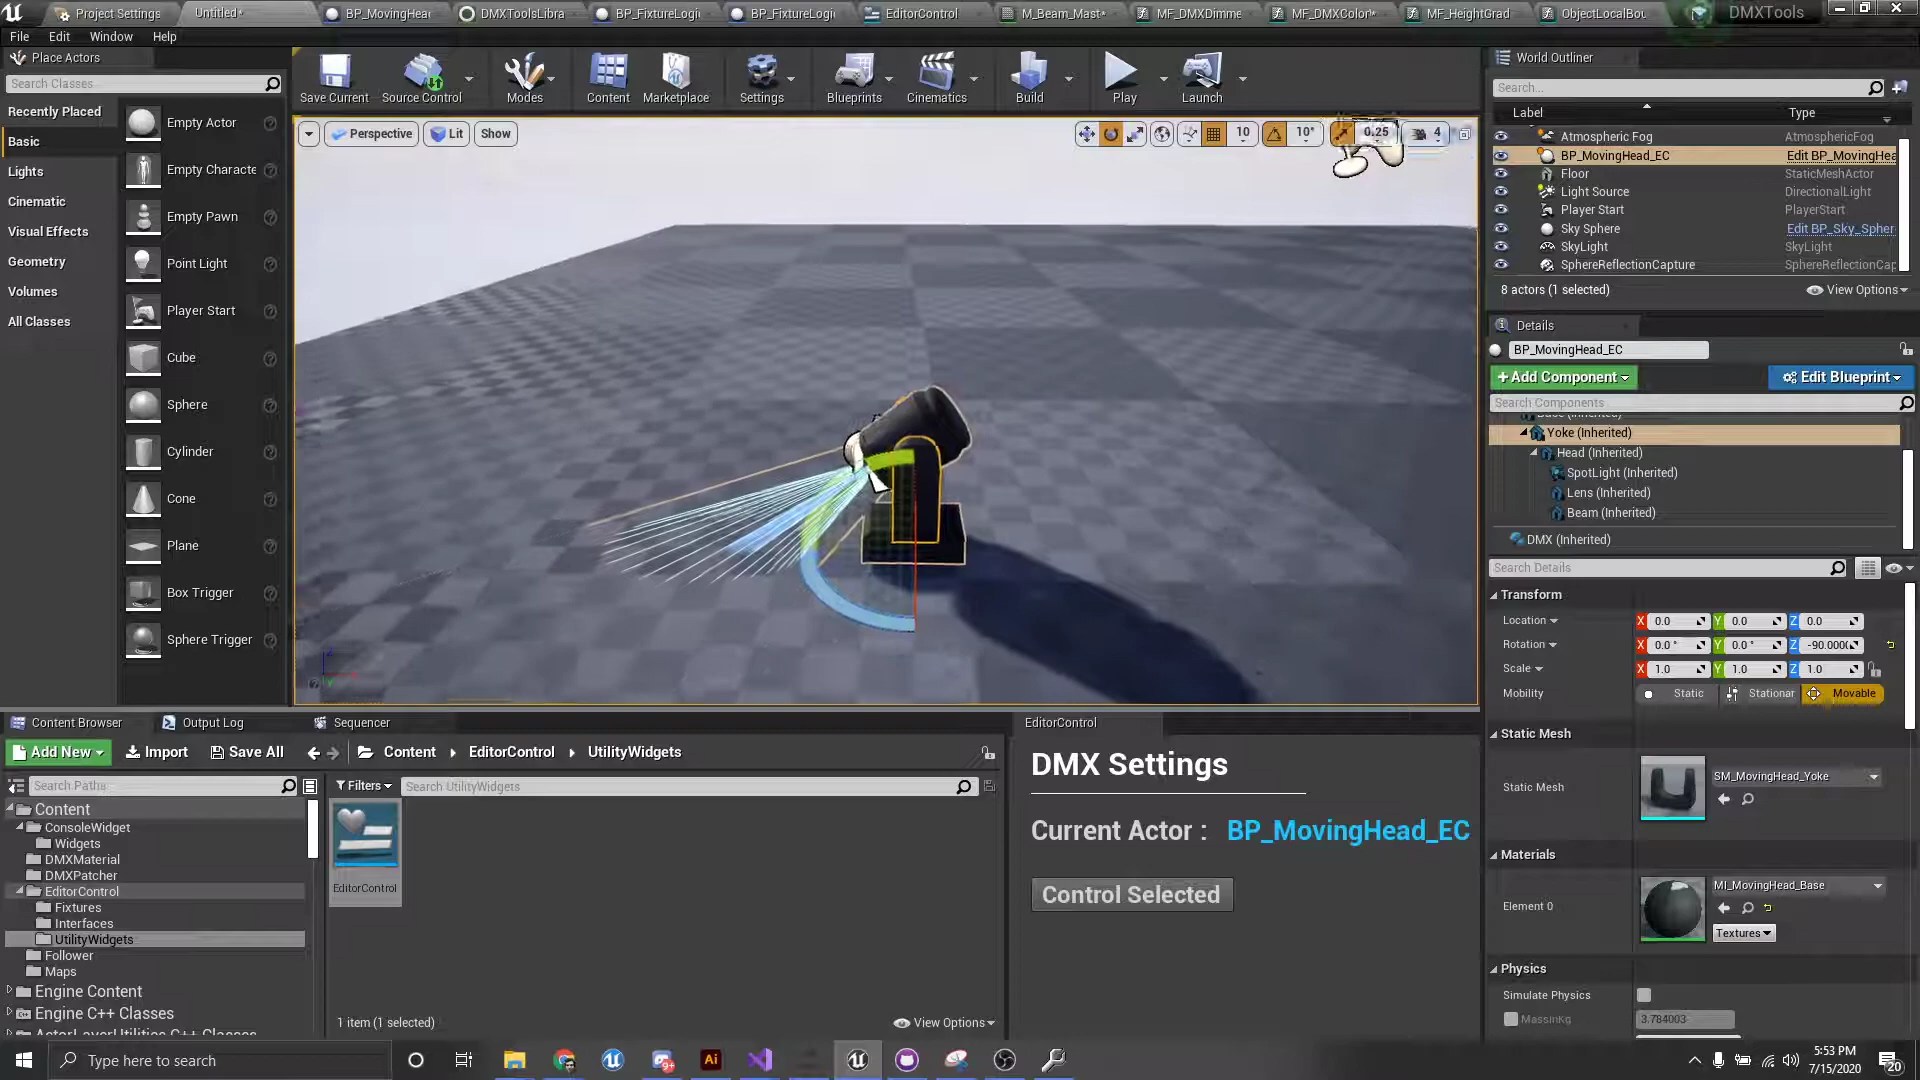 Project Settings
Untitled*
BP_MovingHea
DMXToolsLibra
BP_FixtureLogi
BP_FixtureLogi
EditorControl
M_Beam_Mast*
MF_DMXDimme
MF_DMXColor*
MF_HeightGrad
ObjectLocalBou
DMXTools
File Edit Window Help
Place Actors
Search Classes
Recently Placed
Basic
Lights
Cinematic
Visual Effects
Geometry
Volumes
All Classes
Empty Actor
Empty Characte
Empty Pawn
Point Light
Player Start
Cube
Sphere
Cylinder
Cone
Plane
Box Trigger
Sphere Trigger
Save Current
Source Control
Modes
Content
Marketplace
Settings
Blueprints
Cinematics
Build
Play
Launch
Perspective
Lit
Show
10
10°
0.25
4
World Outliner
Search...
Label Type
Atmospheric Fog AtmosphericFog
BP_MovingHead_EC Edit BP_MovingHea
Floor StaticMeshActor
Light Source DirectionalLight
Player Start PlayerStart
Sky Sphere Edit BP_Sky_Spher
SkyLight SkyLight
SphereReflectionCapture SphereReflectionCap
8 actors (1 selected) View Options
Details
BP_MovingHead_EC
+Add Component Edit Blueprint
Search Components
Base (Inherited)
Yoke (Inherited)
Head (Inherited)
SpotLight (Inherited)
Lens (Inherited)
Beam (Inherited)
DMX (Inherited)
Search Details
Transform
Location X 0.0 Y 0.0 Z 0.0
Rotation X 0.0 ° Y 0.0 ° Z -90.000(
Scale X 1.0 Y 1.0 Z 1.0
Mobility Static Stationar Movable
Static Mesh
Static Mesh SM_MovingHead_Yoke
Materials
Element 0 MI_MovingHead_Base
Textures
Physics
Simulate Physics
MassInKg 3.784003
Content Browser
Output Log
Sequencer
Add New Import Save All Content EditorControl UtilityWidgets
Search Paths
Filters Search UtilityWidgets
Content
ConsoleWidget
Widgets
DMXMaterial
DMXPatcher
EditorControl
Fixtures
Interfaces
UtilityWidgets
Follower
Maps
Engine Content
Engine C++ Classes
ActorLayerUtilities C++ Classes
EditorControl
1 item (1 selected) View Options
EditorControl
DMX Settings
Current Actor : BP_MovingHead_EC
Control Selected
Type here to search
Ai
9+
5:53 PM
7/15/2020
20